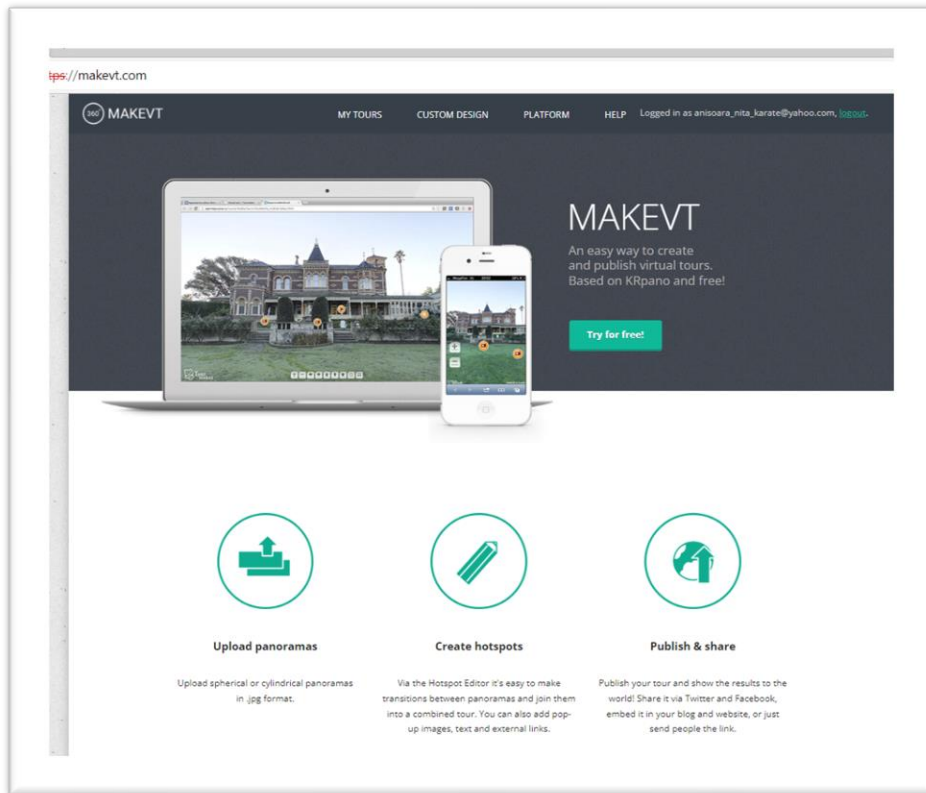 tps://makevt.com
360° MAKEVT
MY TOURS
CUSTOM DESIGN
PLATFORM
HELP
Logged in as anisoara_nita_karate@yahoo.com, logout.
MAKEVT
An easy way to create
and publish virtual tours.
Based on KRpano and free!
Try for free!
Upload panoramas
Upload spherical or cylindrical panoramas
in .jpg format.
Create hotspots
Via the Hotspot Editor it's easy to make
transitions between panoramas and join them
into a combined tour. You can also add pop-
up images, text and external links.
Publish & share
Publish your tour and show the results to the
world! Share it via Twitter and Facebook,
embed it in your blog and website, or just
send people the link.